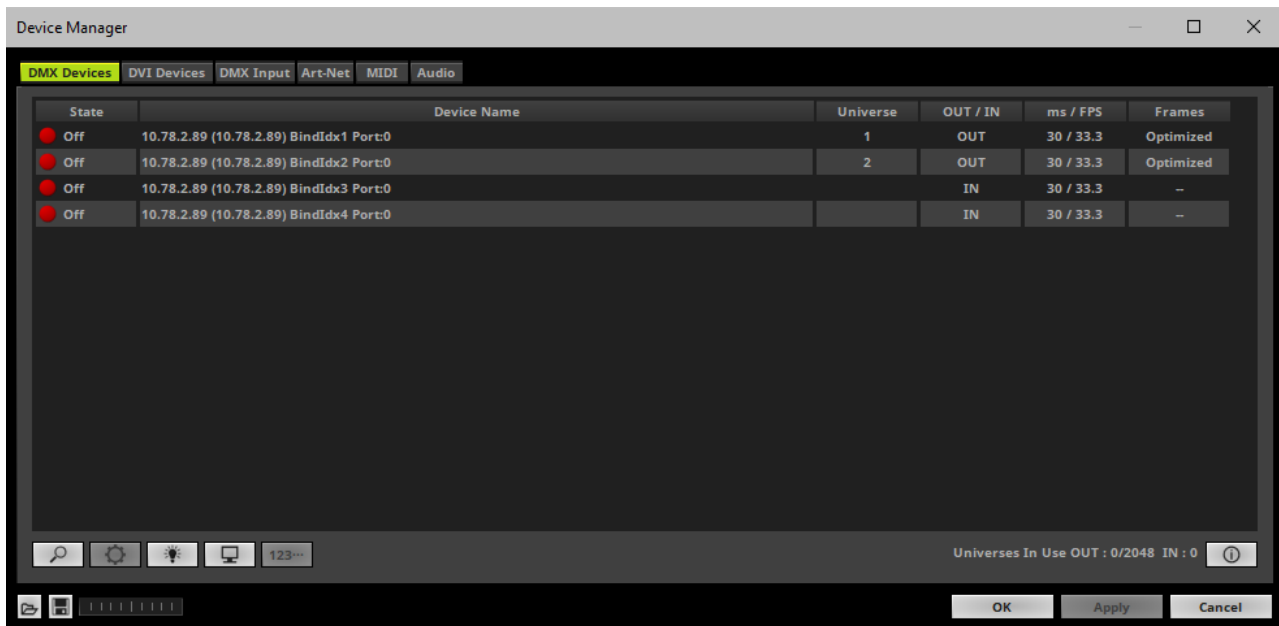 Device Manager
DMX Devices DVI Devices DMX Input Art-Net MIDI Audio
State Device Name Universe OUT / IN ms / FPS Frames
Off 10.78.2.89 (10.78.2.89) BindIdx1 Port:0 1 OUT 30 / 33.3 Optimized
Off 10.78.2.89 (10.78.2.89) BindIdx2 Port:0 2 OUT 30 / 33.3 Optimized
Off 10.78.2.89 (10.78.2.89) BindIdx3 Port:0 IN 30 / 33.3 --
Off 10.78.2.89 (10.78.2.89) BindIdx4 Port:0 IN 30 / 33.3 --
123... Universes In Use OUT : 0/2048 IN : 0
OK Apply Cancel